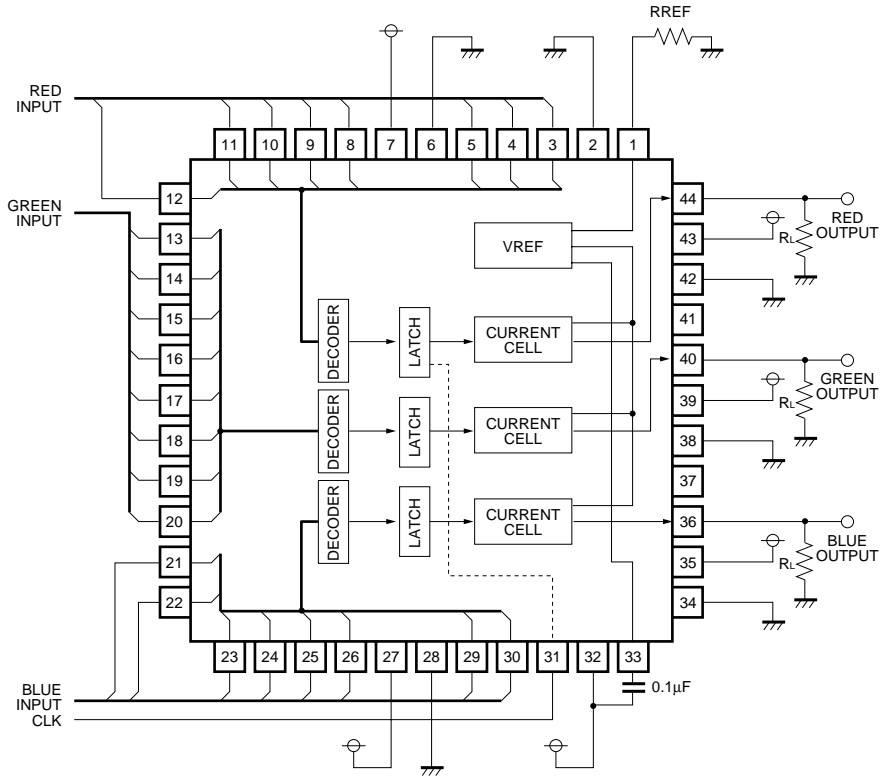 RREF
RED
INPUT
11 10 9 8 7 6 5 4 3 2 1
12
GREEN
INPUT
13
14
15
16
17
18
19
20
21
22
VREF
DECODER
LATCH
CURRENT
CELL
DECODER
LATCH
CURRENT
CELL
DECODER
LATCH
CURRENT
CELL
44
43
42
41
40
39
38
37
36
35
34
RED
OUTPUT
RL
GREEN
OUTPUT
RL
BLUE
OUTPUT
RL
23 24 25 26 27 28 29 30 31 32 33
BLUE
INPUT
CLK
0.1µF